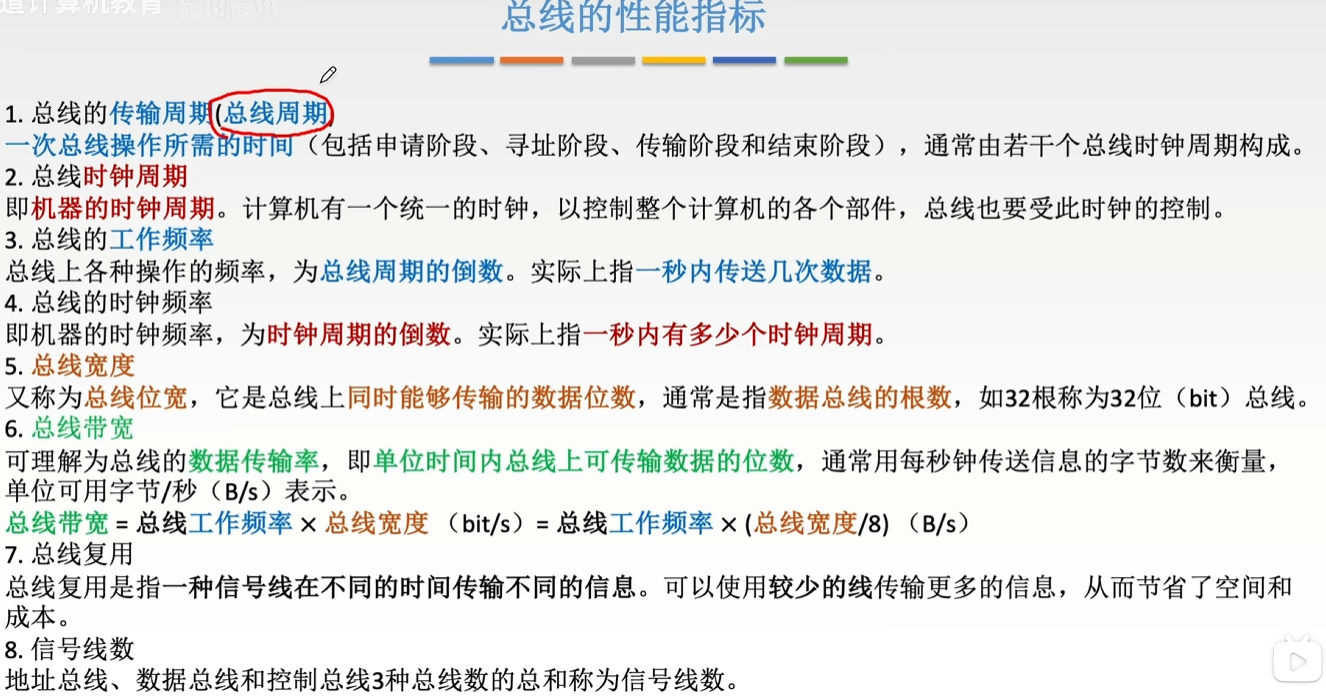 道计算机教育
总线的性能指标
1. 总线的传输周期(总线周期)
一次总线操作所需的时间（包括申请阶段、寻址阶段、传输阶段和结束阶段），通常由若干个总线时钟周期构成。
2. 总线时钟周期
即机器的时钟周期。计算机有一个统一的时钟，以控制整个计算机的各个部件，总线也要受此时钟的控制。
3. 总线的工作频率
总线上各种操作的频率，为总线周期的倒数。实际上指一秒内传送几次数据。
4. 总线的时钟频率
即机器的时钟频率，为时钟周期的倒数。实际上指一秒内有多少个时钟周期。
5. 总线宽度
又称为总线位宽，它是总线上同时能够传输的数据位数，通常是指数据总线的根数，如32根称为32位（bit）总线。
6. 总线带宽
可理解为总线的数据传输率，即单位时间内总线上可传输数据的位数，通常用每秒钟传送信息的字节数来衡量，
单位可用字节/秒（B/s）表示。
总线带宽 = 总线工作频率 × 总线宽度 （bit/s）= 总线工作频率 × (总线宽度/8) （B/s）
7. 总线复用
总线复用是指一种信号线在不同的时间传输不同的信息。可以使用较少的线传输更多的信息，从而节省了空间和
成本。
8. 信号线数
地址总线、数据总线和控制总线3种总线数的总和称为信号线数。